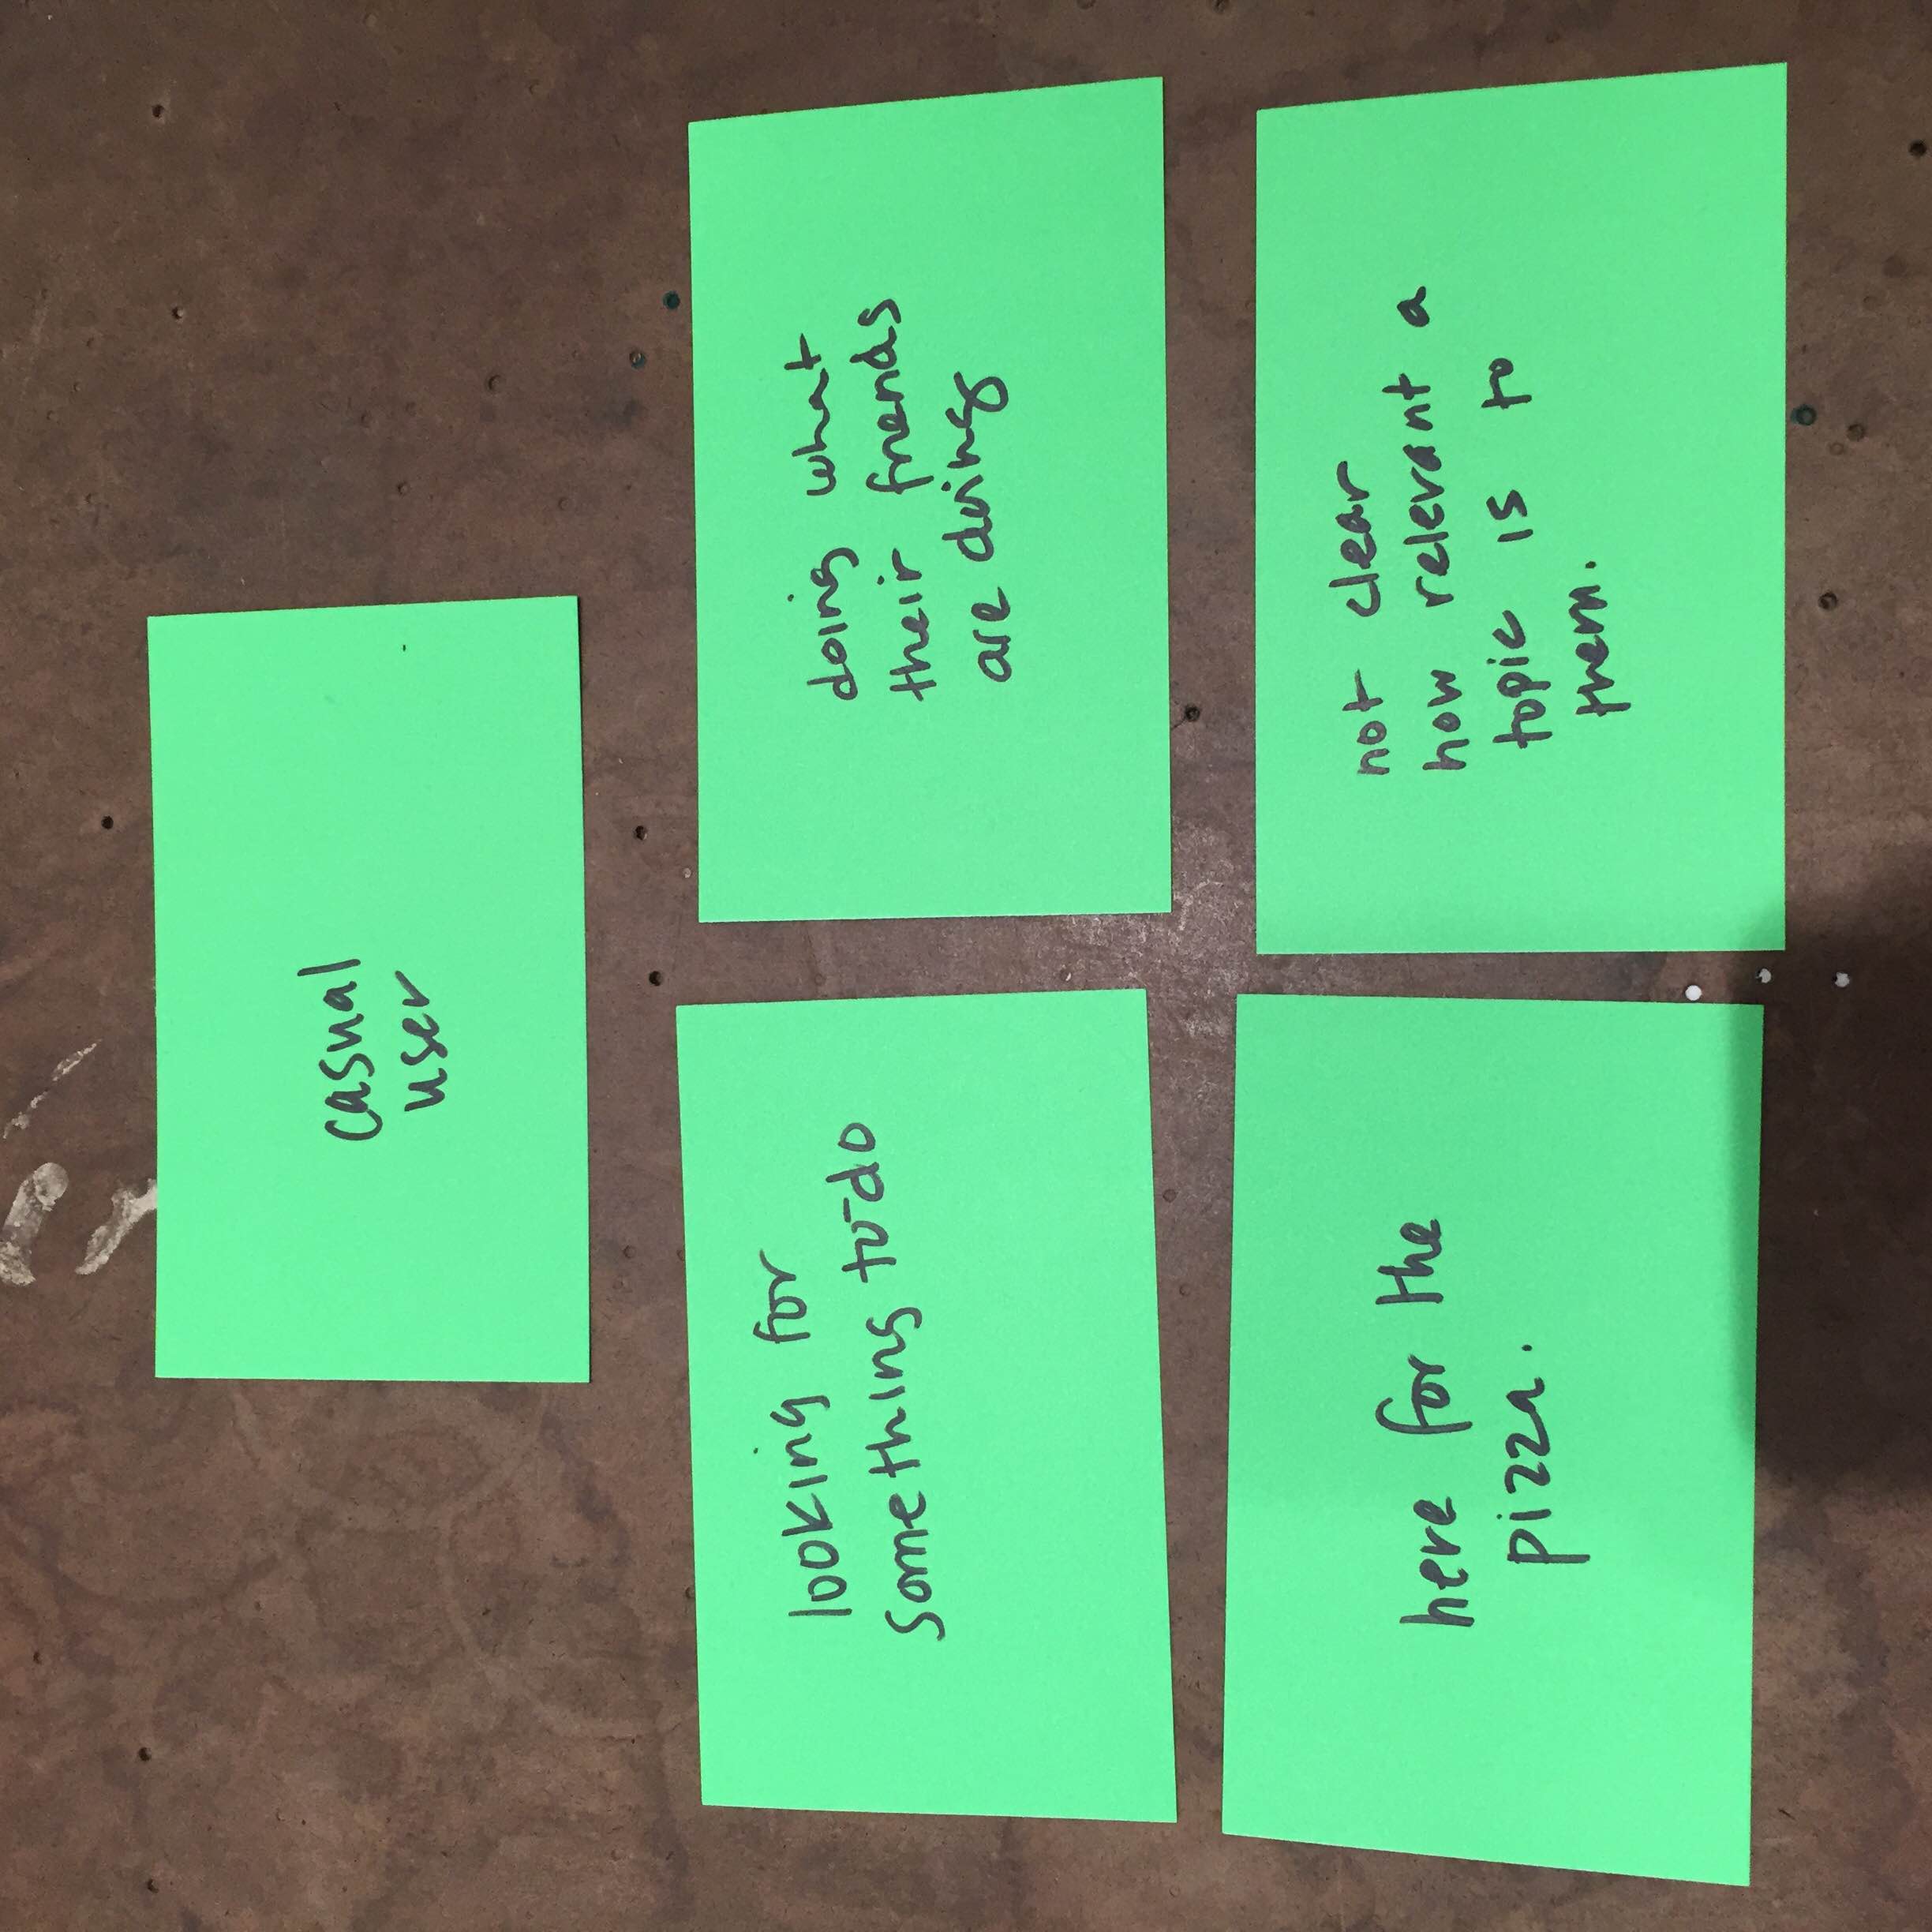 casual
user
looking for
something to do
doing what
their friends
are doing
here for the
pizza.
not clear
how relevant a
topic is to
them.